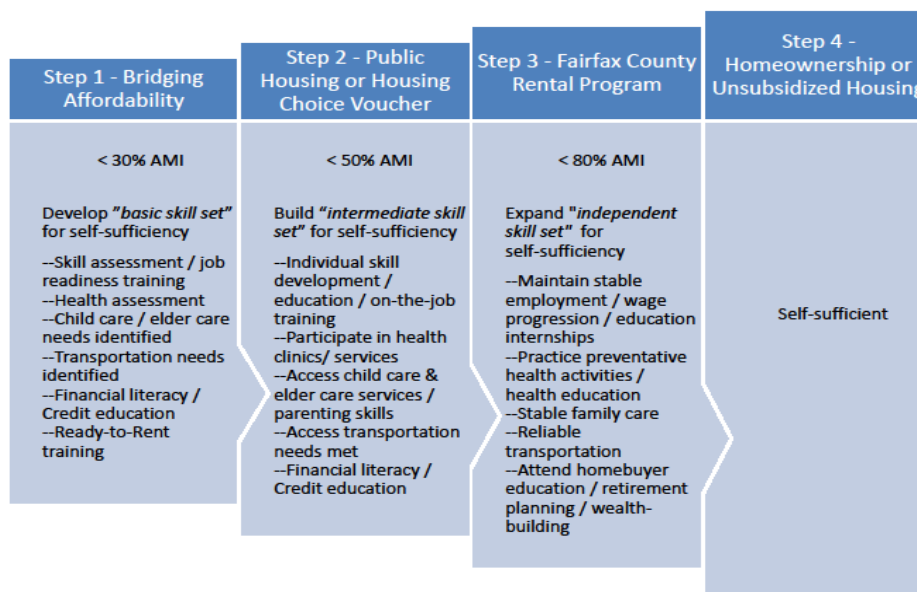 Step 1 - Bridging
Affordability
< 30% AMI
Develop "basic skill set"
for self-sufficiency
--Skill assessment / job
readiness training
--Health assessment
--Child care / elder care
needs identified
--Transportation needs
identified
--Financial literacy /
Credit education
--Ready-to-Rent
training
Step 2 - Public
Housing or Housing
Choice Voucher
< 50% AMI
Build "intermediate skill
set" for self-sufficiency
--Individual skill
development /
education / on-the-job
training
--Participate in health
clinics/ services
--Access child care &
elder care services /
parenting skills
--Access transportation
needs met
--Financial literacy /
Credit education
Step 3 - Fairfax County
Rental Program
< 80% AMI
Expand "independent
skill set" for
self-sufficiency
--Maintain stable
employment / wage
progression / education
internships
--Practice preventative
health activities /
health education
--Stable family care
--Reliable
transportation
--Attend homebuyer
education / retirement
planning / wealth-
building
Step 4 -
Homeownership or
Unsubsidized Housing
Self-sufficient